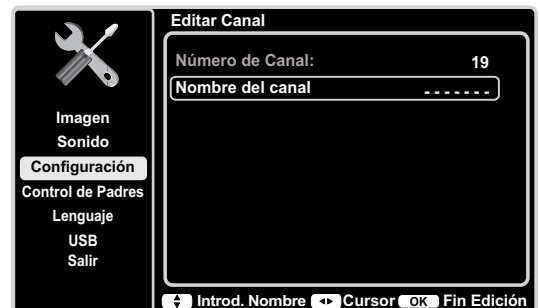 Editar Canal
Número de Canal: 19
Nombre del canal - - - - - - -
Imagen
Sonido
Configuración
Control de Padres
Lenguaje
USB
Salir
Introd. Nombre Cursor OK Fin Edición